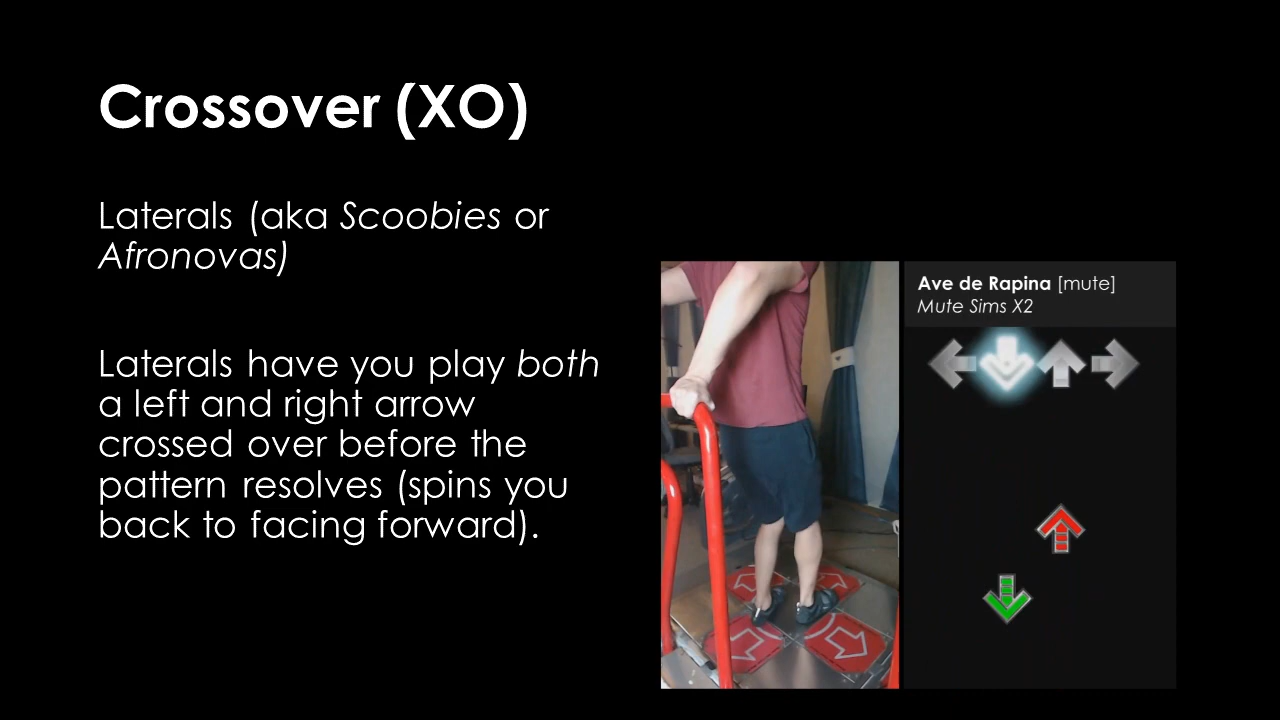 Crossover (XO)
Laterals (aka Scoobies or
Afronovas)
Laterals have you play both
a left and right arrow
crossed over before the
pattern resolves (spins you
back to facing forward).
Ave de Rapina [mute]
Mute Sims X2